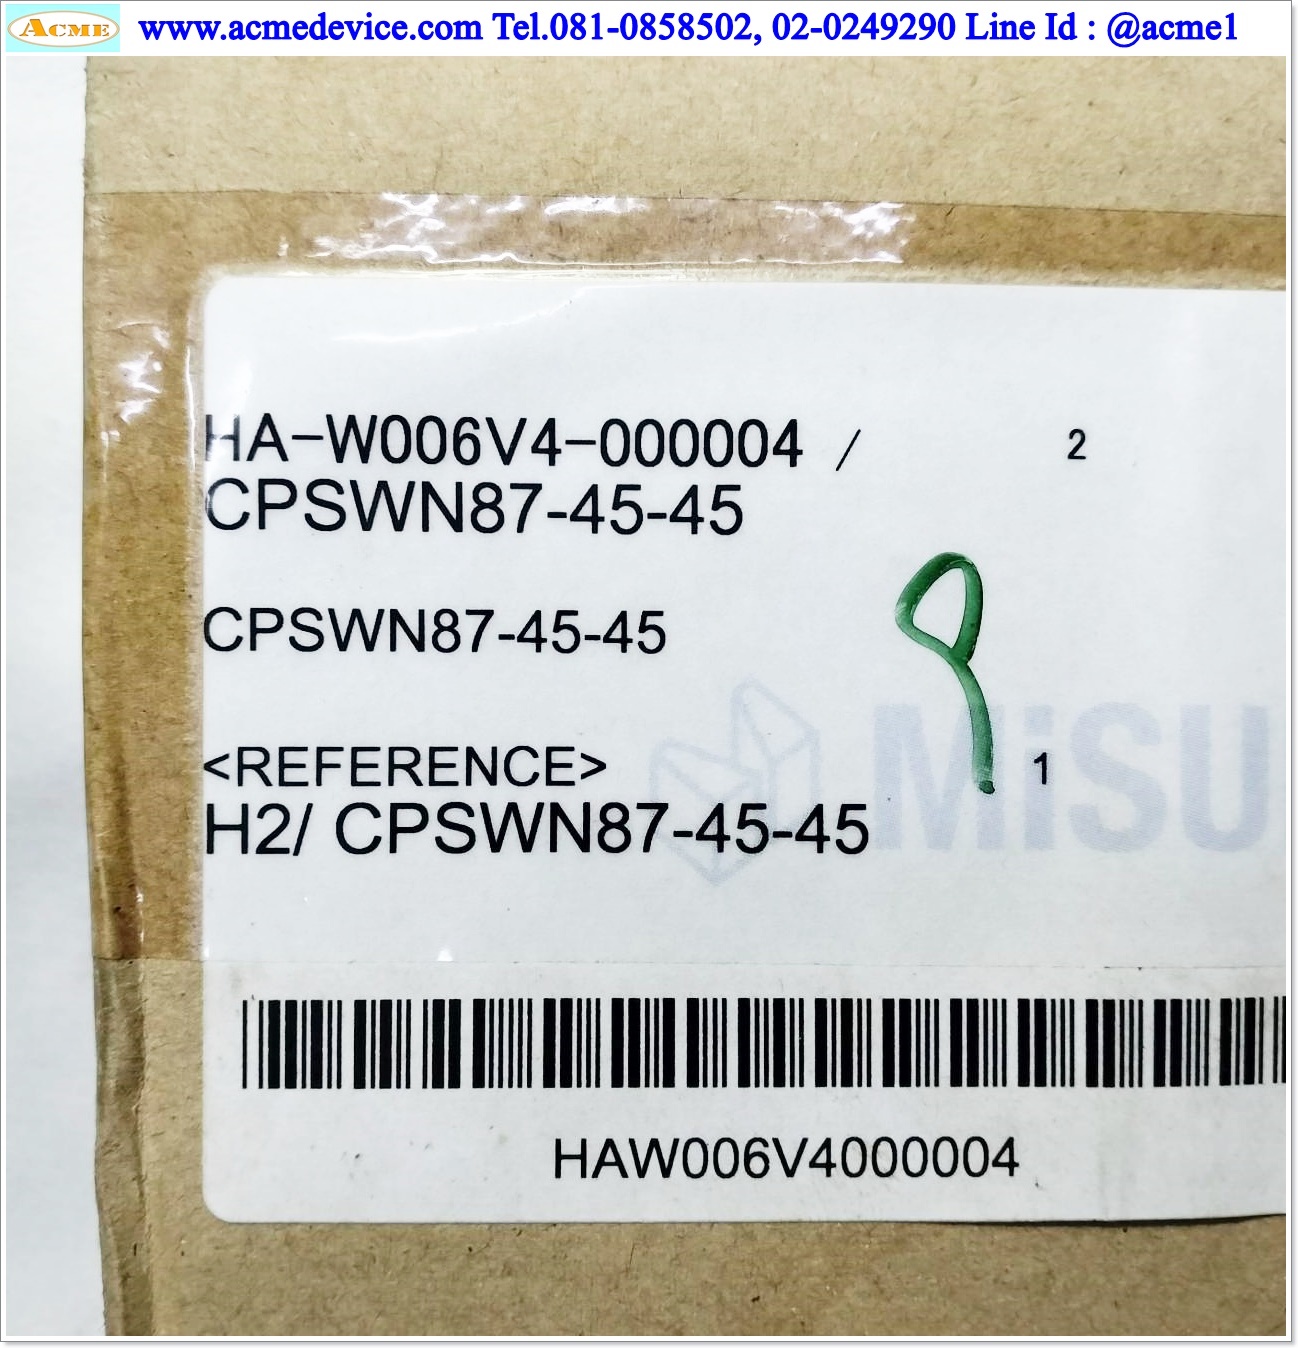 ACME www.acmedevice.com Tel.081-0858502, 02-0249290 Line Id : @acme1
HA-W006V4-000004 / 2
CPSWN87-45-45
CPSWN87-45-45
<REFERENCE> 1
H2/ CPSWN87-45-45
MiSU
HAW006V4000004